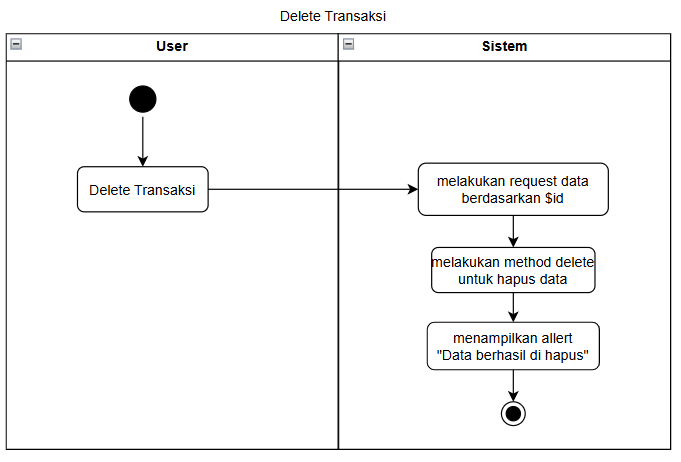 Delete Transaksi
User
Sistem
Delete Transaksi
melakukan request data
berdasarkan $id
melakukan method delete
untuk hapus data
menampilkan allert
"Data berhasil di hapus"